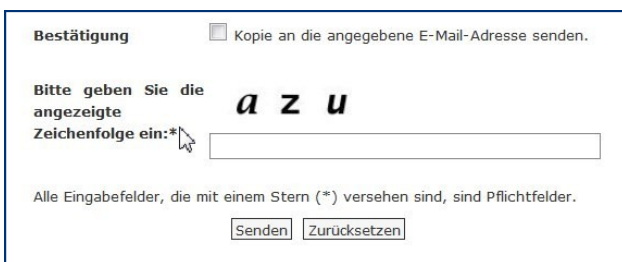 Bestätigung
Kopie an die angegebene E-Mail-Adresse senden.
Bitte geben Sie die
angezeigte
Zeichenfolge ein:*
a z u
Alle Eingabefelder, die mit einem Stern (*) versehen sind, sind Pflichtfelder.
Senden Zurücksetzen